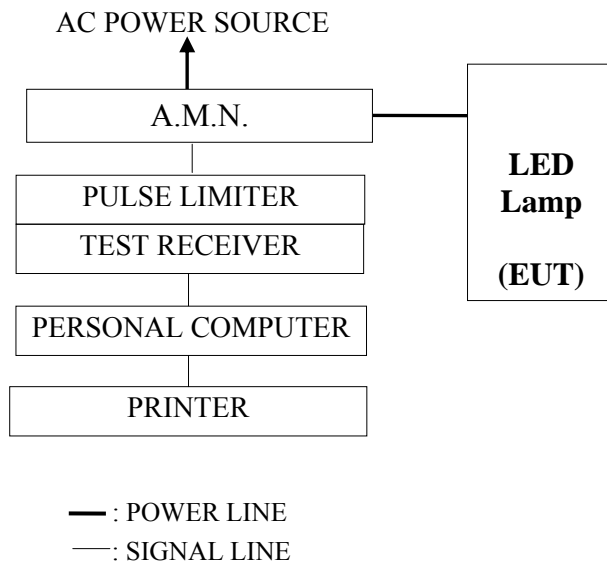 AC POWER SOURCE
A.M.N.
LED
Lamp
(EUT)
PULSE LIMITER
TEST RECEIVER
PERSONAL COMPUTER
PRINTER
: POWER LINE
: SIGNAL LINE